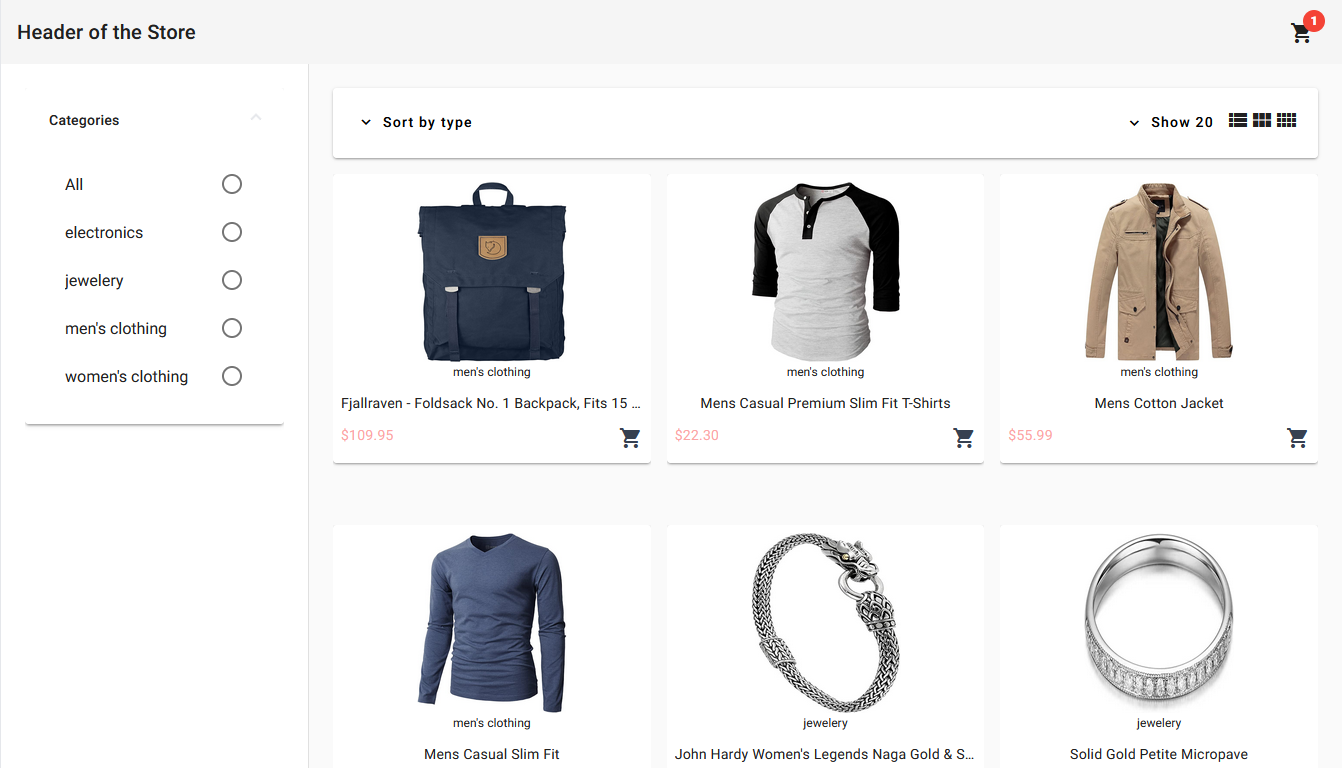 Header of the Store
1
Categories
All
electronics
jewelery
men's clothing
women's clothing
Sort by type
Show 20
men's clothing
Fjallraven - Foldsack No. 1 Backpack, Fits 15 ...
$109.95
men's clothing
Mens Casual Premium Slim Fit T-Shirts
$22.30
men's clothing
Mens Cotton Jacket
$55.99
men's clothing
Mens Casual Slim Fit
jewelery
John Hardy Women's Legends Naga Gold & S...
jewelery
Solid Gold Petite Micropave